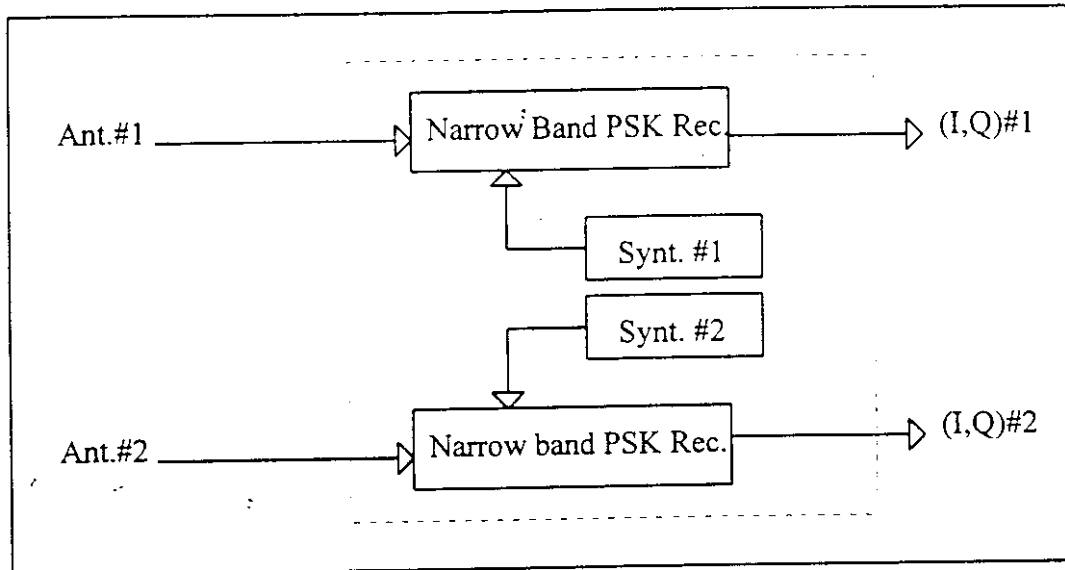 Ant.#1
Narrow Band PSK Rec.
(I,Q)#1
Synt. #1
Synt. #2
Ant.#2
Narrow band PSK Rec.
(I,Q)#2